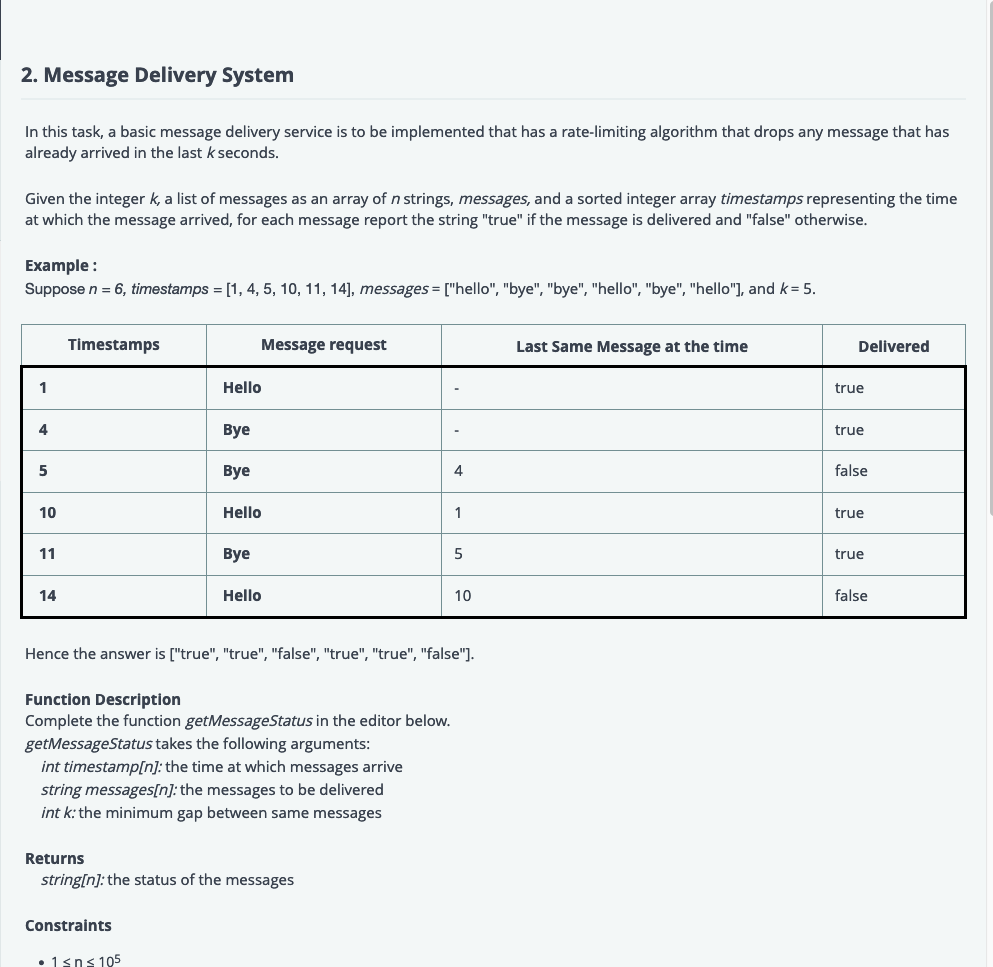 2. Message Delivery System
In this task, a basic message delivery service is to be implemented that has a rate-limiting algorithm that drops any message that has
already arrived in the last k seconds.
Given the integer k, a list of messages as an array of n strings, messages, and a sorted integer array timestamps representing the time
at which the message arrived, for each message report the string "true" if the message is delivered and "false" otherwise.
Example :
Suppose n = 6, timestamps = [1, 4, 5, 10, 11, 14], messages = ["hello", "bye", "bye", "hello", "bye", "hello"], and k = 5.
Timestamps Message request Last Same Message at the time Delivered
1 Hello - true
4 Bye - true
5 Bye 4 false
10 Hello 1 true
11 Bye 5 true
14 Hello 10 false
Hence the answer is ["true", "true", "false", "true", "true", "false"].
Function Description
Complete the function getMessageStatus in the editor below.
getMessageStatus takes the following arguments:
int timestamp[n]: the time at which messages arrive
string messages[n]: the messages to be delivered
int k: the minimum gap between same messages
Returns
string[n]: the status of the messages
Constraints
• 1 ≤ n ≤ 10⁵